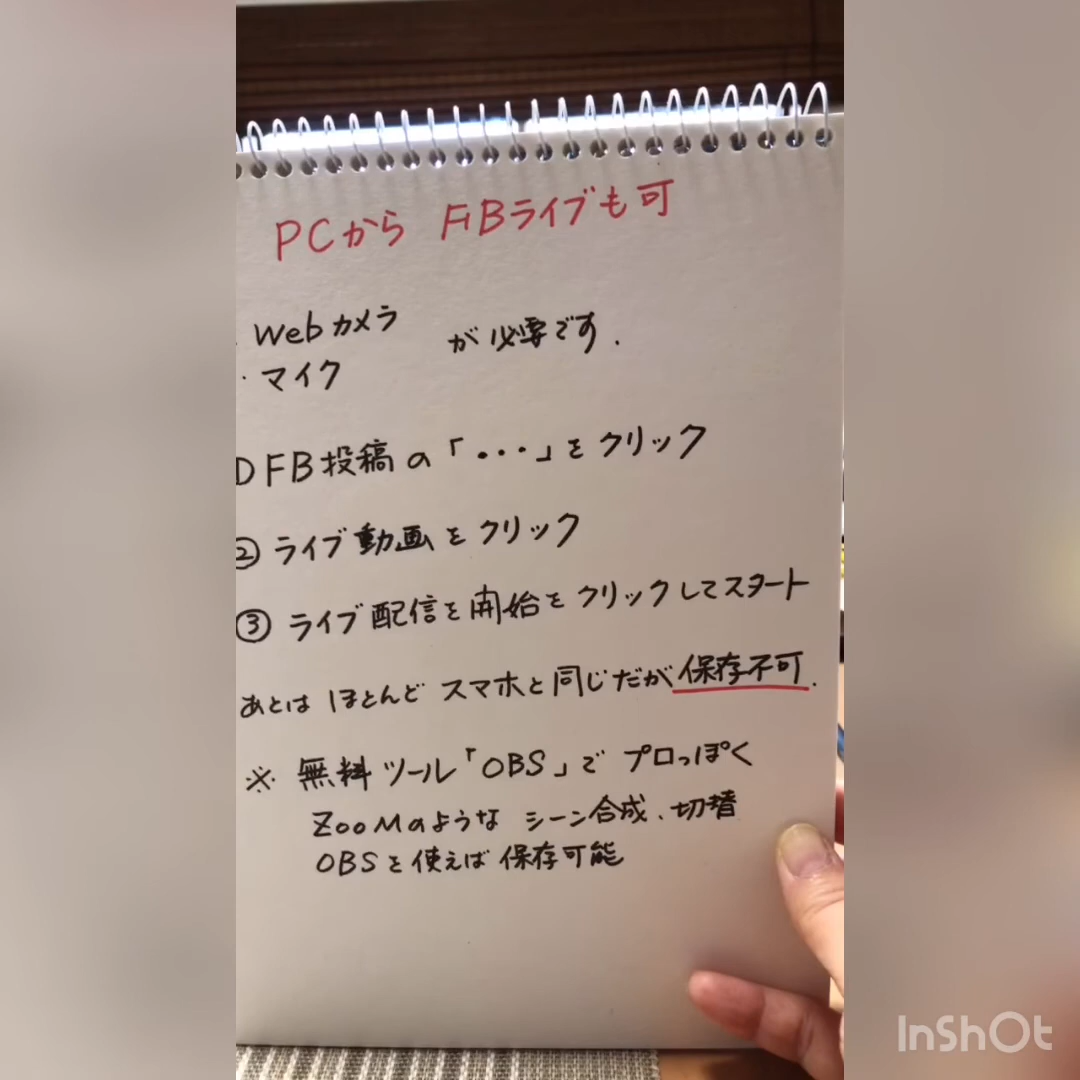 PCから FBライブも可
・Webカメラ
・マイク
が必要です.
①FB投稿の「・・・」をクリック
② ライブ動画をクリック
③ ライブ配信を開始をクリックしてスタート
あとは ほとんど スマホと同じだが保存不可.
※ 無料ツール「OBS」で プロっぽく
ZooMのような シーン合成、切替
OBSを使えば 保存可能
InShOt